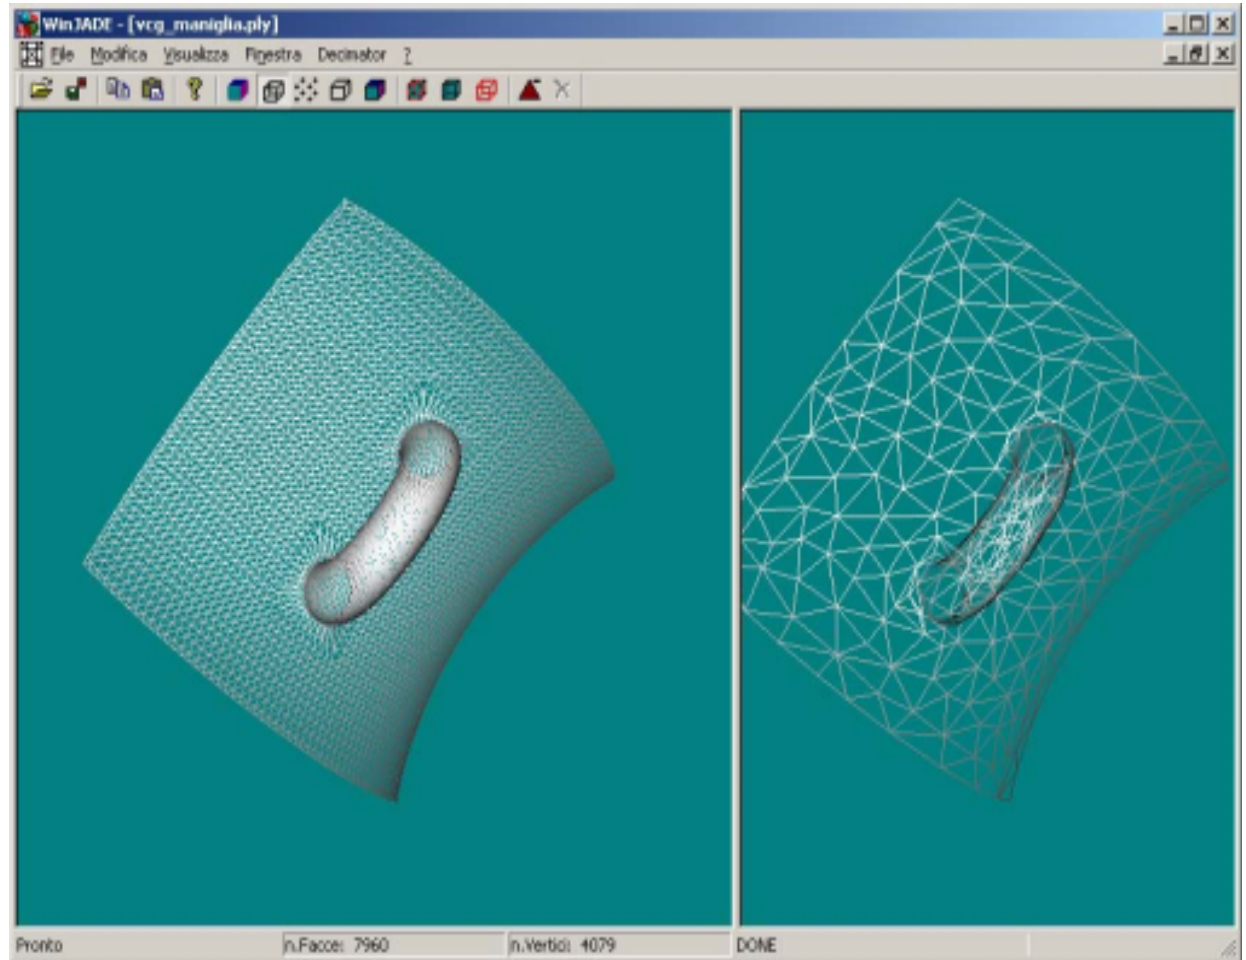 WinJADE - [vcg_maniglia.ply]
File Modifica Visualizza Finestra Decimator ?
Pronto n.Facce: 7960 n.Vertici: 4079 DONE